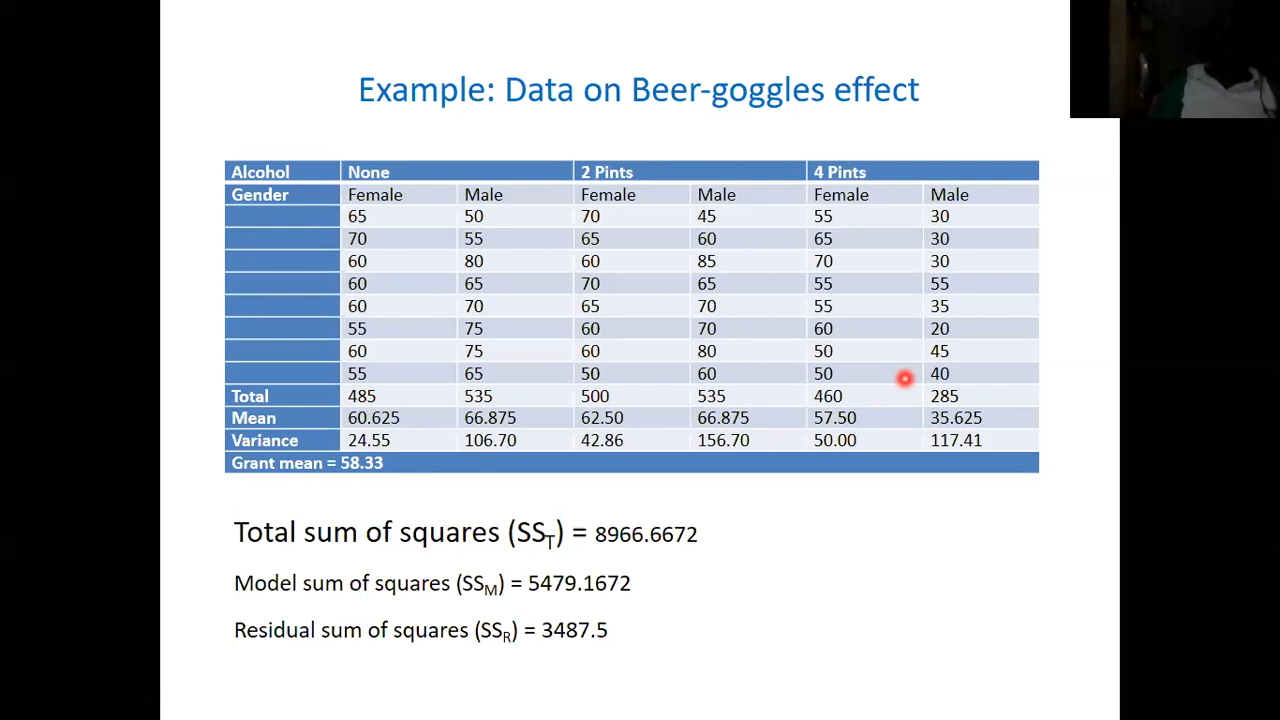 Example: Data on Beer-goggles effect
Alcohol None 2 Pints 4 Pints
Gender Female Male Female Male Female Male
65 50 70 45 55 30
70 55 65 60 65 30
60 80 60 85 70 30
60 65 70 65 55 55
60 70 65 70 55 35
55 75 60 70 60 20
60 75 60 80 50 45
55 65 50 60 50 40
Total 485 535 500 535 460 285
Mean 60.625 66.875 62.50 66.875 57.50 35.625
Variance 24.55 106.70 42.86 156.70 50.00 117.41
Grant mean = 58.33
Total sum of squares (SST) = 8966.6672
Model sum of squares (SSM) = 5479.1672
Residual sum of squares (SSR) = 3487.5